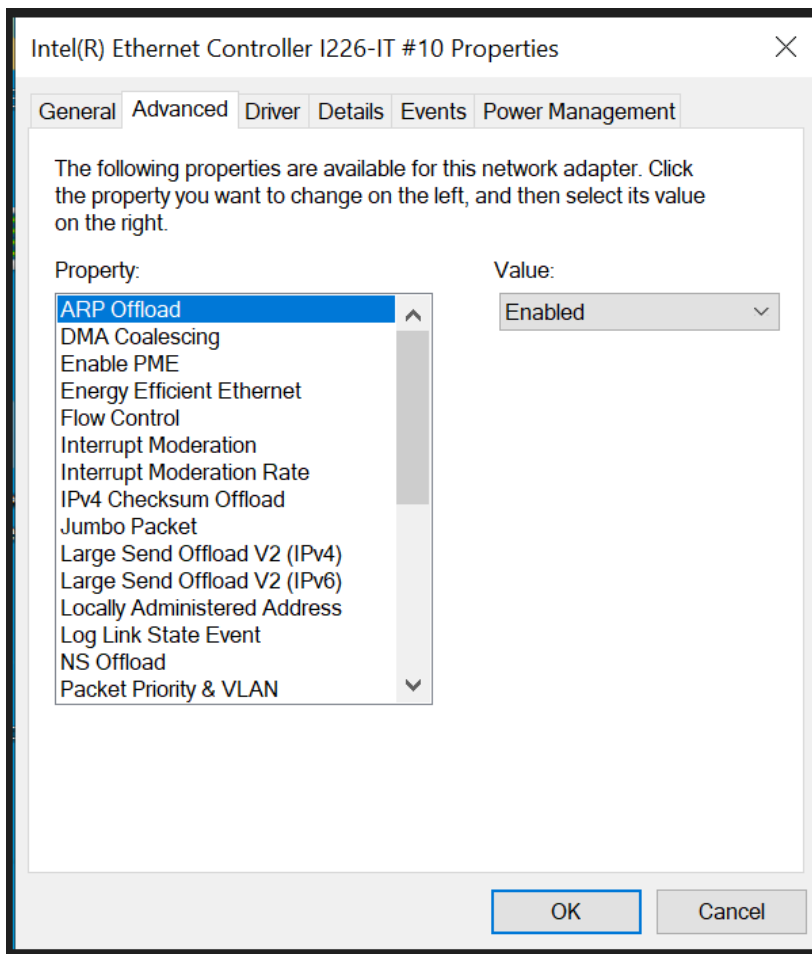 Intel(R) Ethernet Controller I226-IT #10 Properties
General Advanced Driver Details Events Power Management
The following properties are available for this network adapter. Click
the property you want to change on the left, and then select its value
on the right.
Property:
Value:
ARP Offload
Enabled
DMA Coalescing
Enable PME
Energy Efficient Ethernet
Flow Control
Interrupt Moderation
Interrupt Moderation Rate
IPv4 Checksum Offload
Jumbo Packet
Large Send Offload V2 (IPv4)
Large Send Offload V2 (IPv6)
Locally Administered Address
Log Link State Event
NS Offload
Packet Priority & VLAN
OK
Cancel